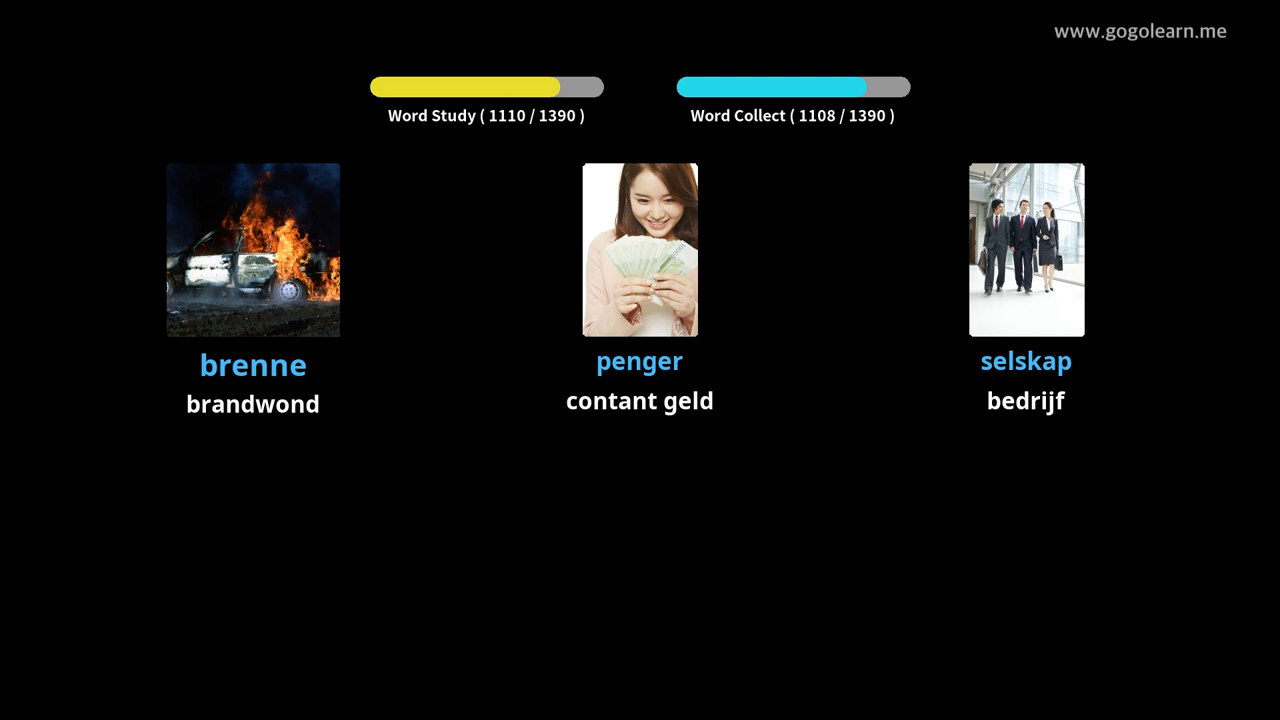 www.gogolearn.me
Word Study ( 1110 / 1390 )
Word Collect ( 1108 / 1390 )
brenne
brandwond
penger
contant geld
selskap
bedrijf